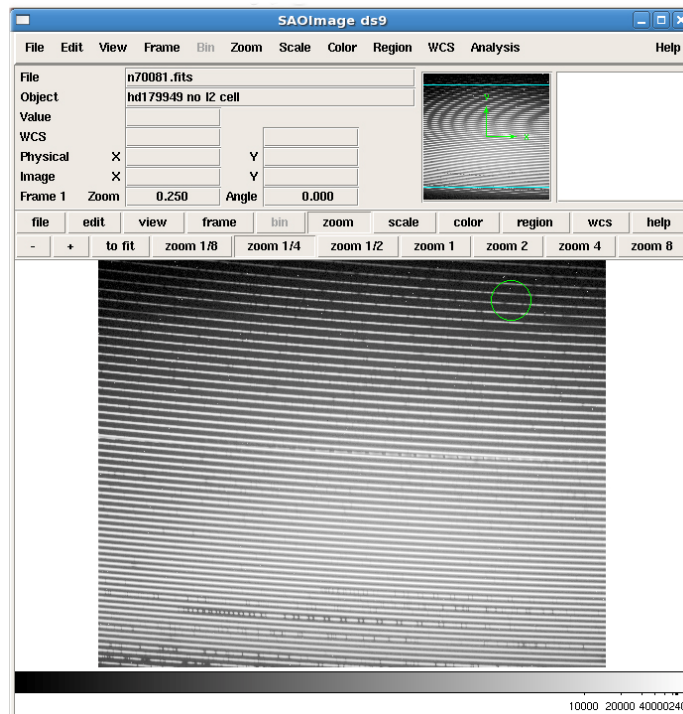 SAOImage ds9
File Edit View Frame Bin Zoom Scale Color Region WCS Analysis Help
File n70081.fits
Object hd179949 no I2 cell
Value
WCS
Physical X Y
Image X Y
Frame 1 Zoom 0.250 Angle 0.000
file edit view frame bin zoom scale color region wcs help
- + to fit zoom 1/8 zoom 1/4 zoom 1/2 zoom 1 zoom 2 zoom 4 zoom 8
10000 20000 40000